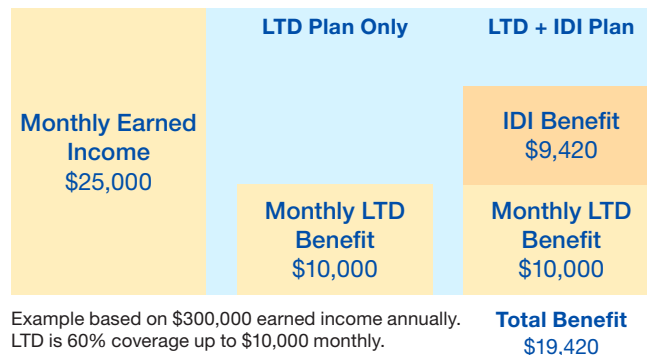 LTD Plan Only
LTD + IDI Plan
Monthly Earned
Income
$25,000
IDI Benefit
$9,420
Monthly LTD
Benefit
$10,000
Monthly LTD
Benefit
$10,000
Example based on $300,000 earned income annually.
LTD is 60% coverage up to $10,000 monthly.
Total Benefit
$19,420